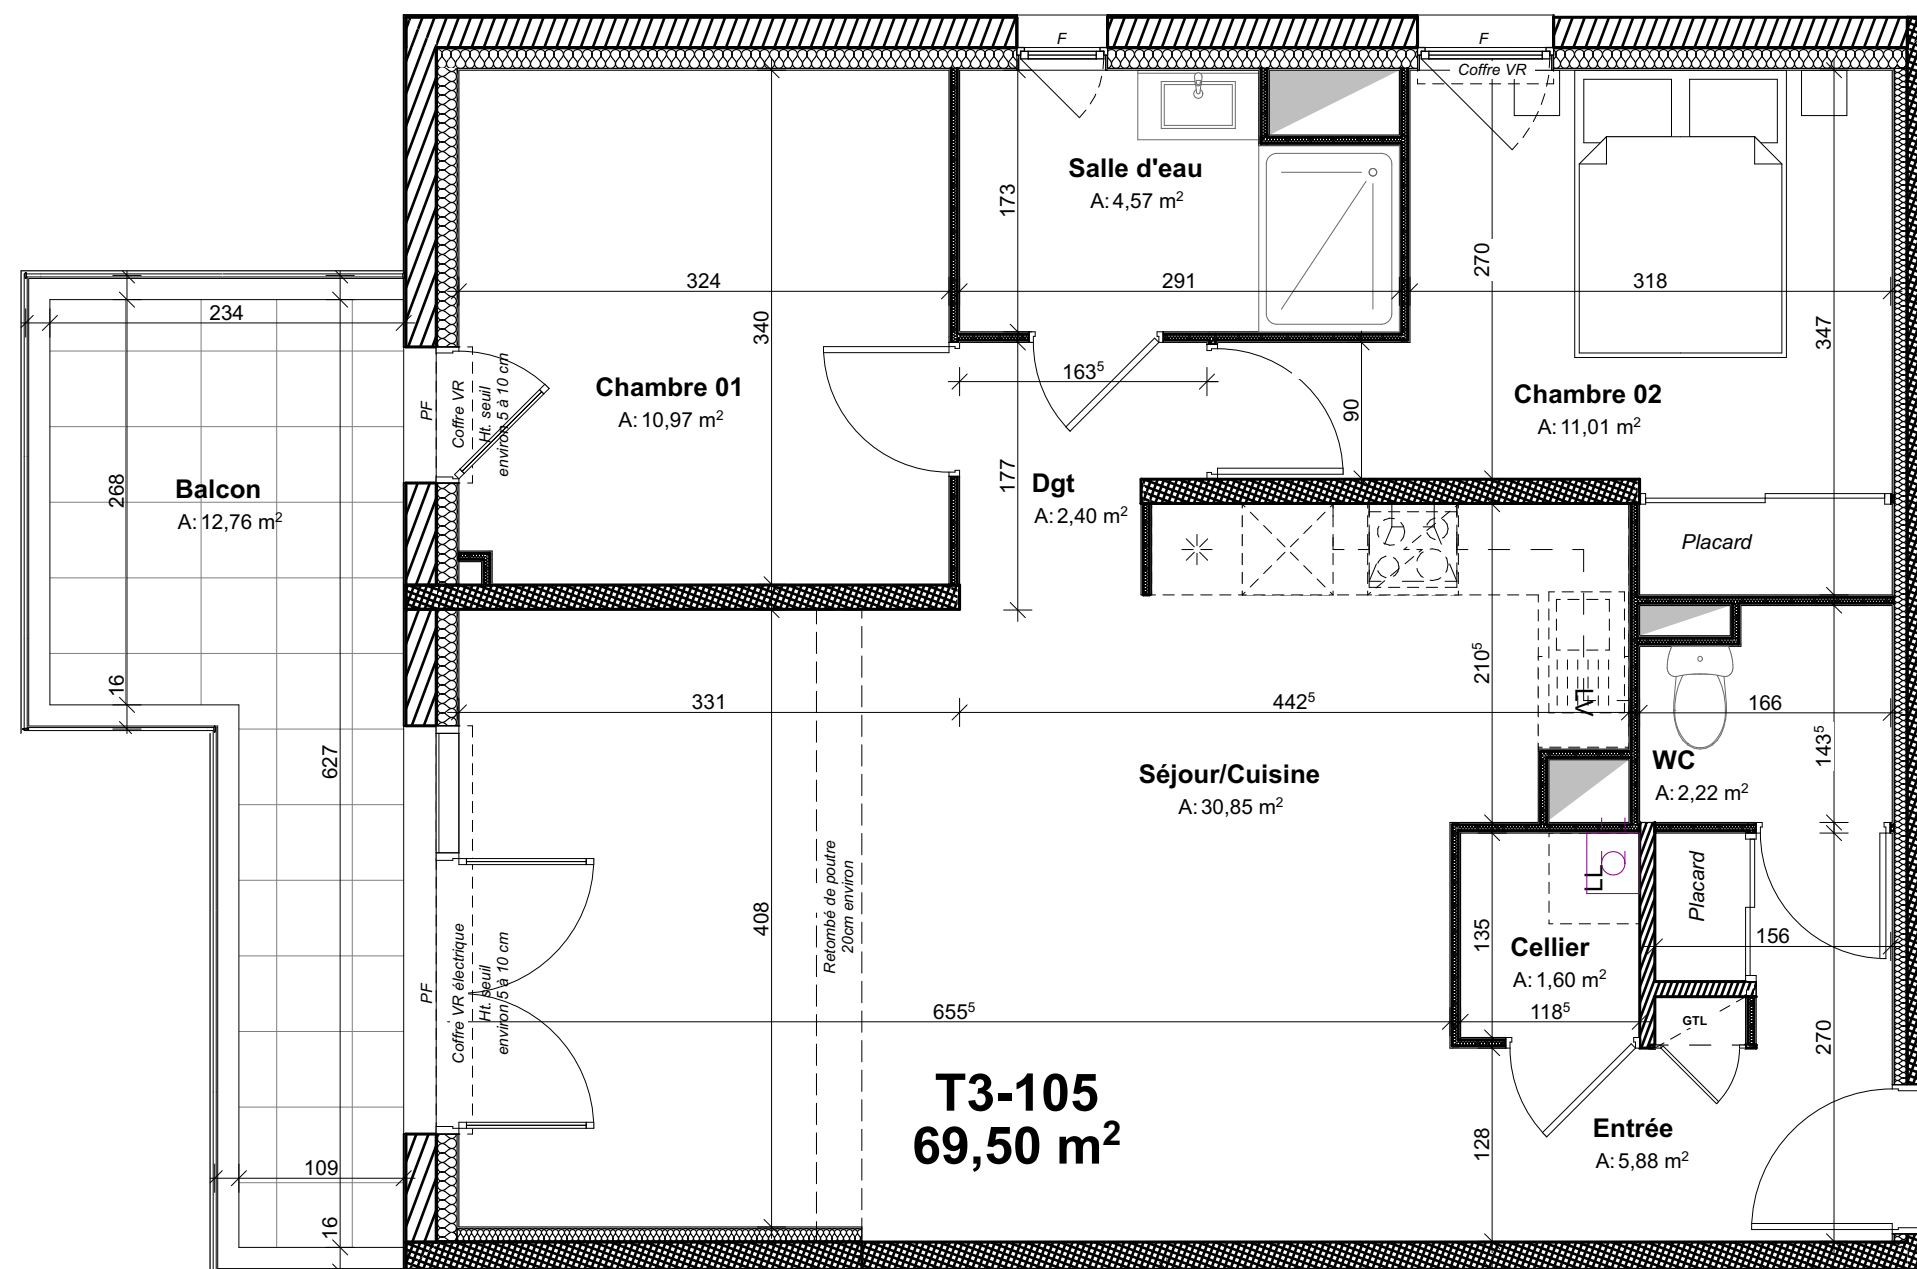 F
F
Coffre VR
Salle d'eau
A: 4,57 m²
173
270
324
291
318
234
340
347
163⁵
Chambre 01
A: 10,97 m²
90
Chambre 02
A: 11,01 m²
PF
Coffre VR
Ht. seuil
environ 5 à 10 cm
Balcon
A: 12,76 m²
268
177
Dgt
A: 2,40 m²
Placard
16
331
442⁵
210⁵
LV
166
627
143⁵
Séjour/Cuisine
A: 30,85 m²
WC
A: 2,22 m²
LL
Placard
408
Retombé de poutre
20cm environ
135
156
Cellier
A: 1,60 m²
PF
Coffre VR électrique
Ht. seuil
environ 5 à 10 cm
655⁵
118⁵
GTL
270
T3-105
69,50 m²
128
Entrée
A: 5,88 m²
109
16